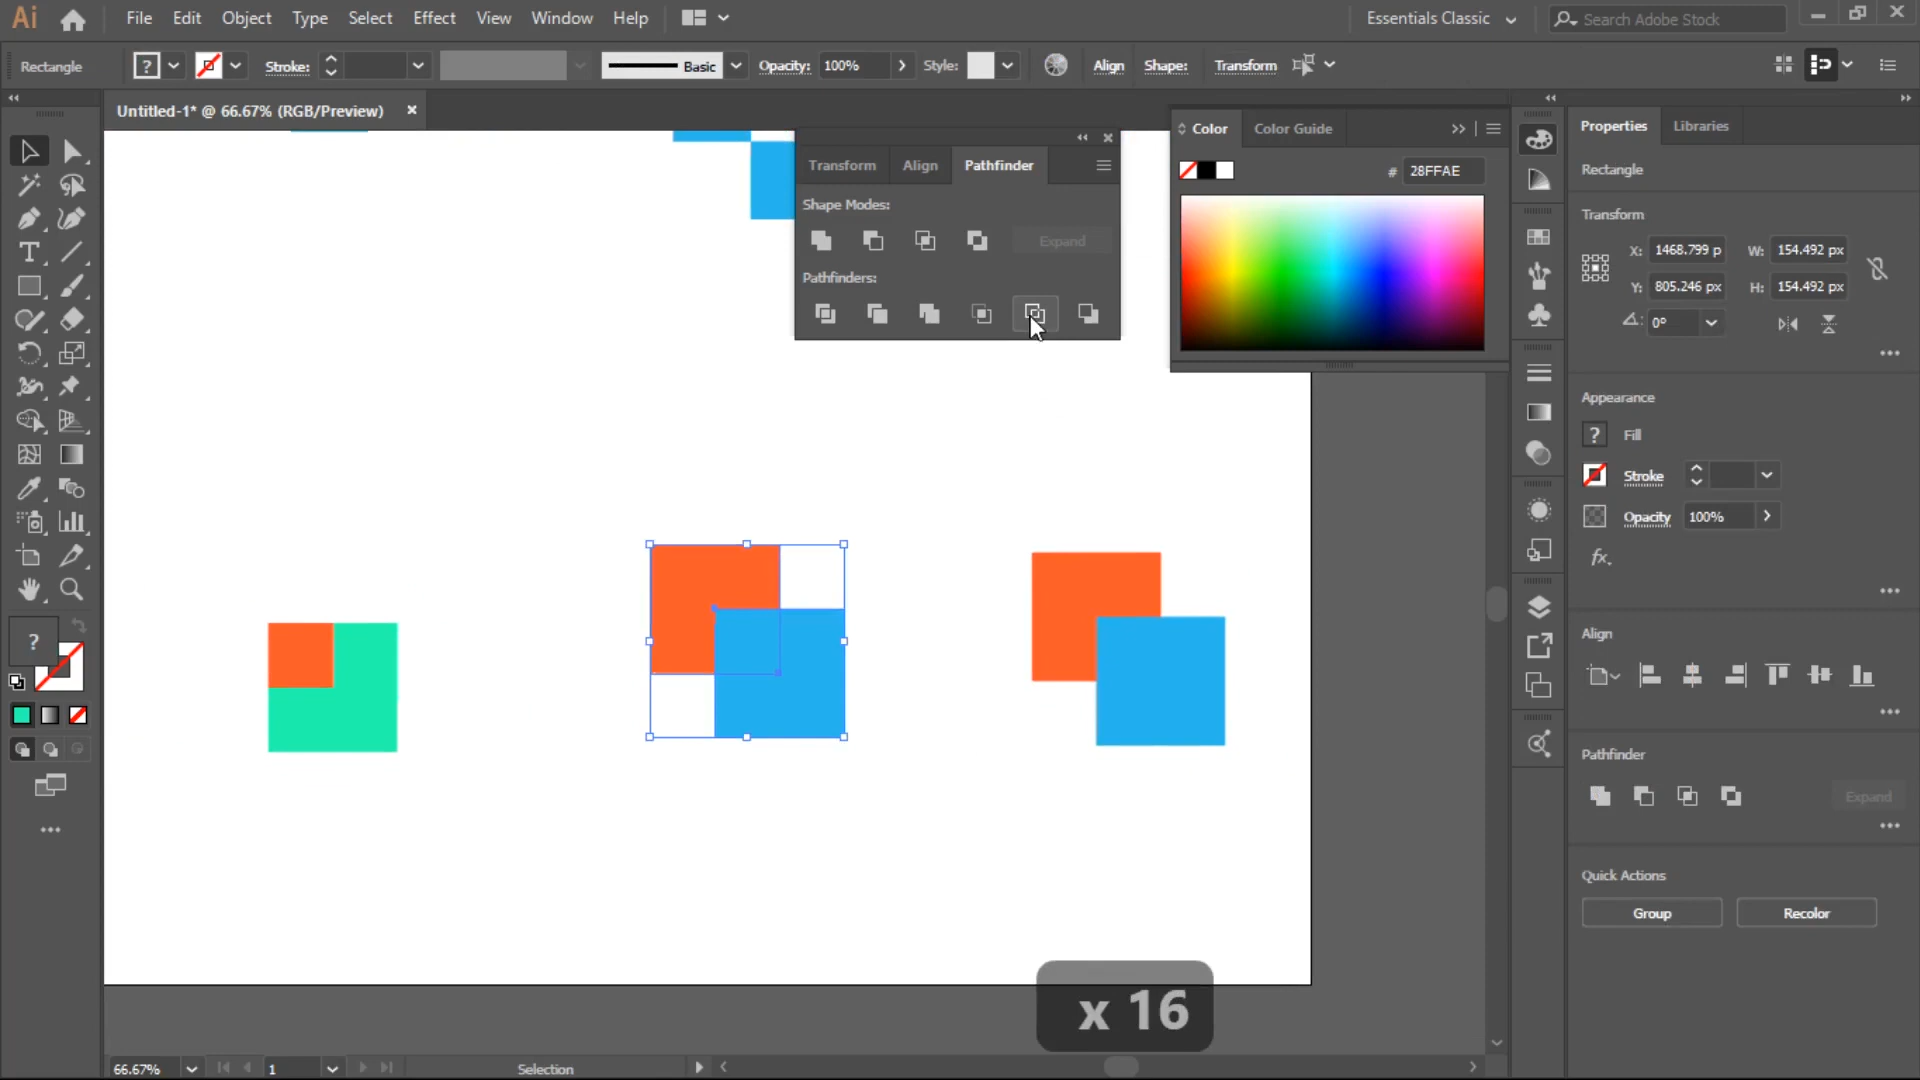 Ai File Edit Object Type Select Effect View Window Help Essentials Classic Search Adobe Stock
Rectangle ? Stroke: Basic Opacity: 100% Style: Align Shape: Transform
Untitled-1* @ 66.67% (RGB/Preview) ×
Transform Align Pathfinder
Shape Modes:
Expand
Pathfinders:
Color Color Guide
# 28FFAE
Properties Libraries
Rectangle
Transform
X: 1468.799 p W: 154.492 px
Y: 805.246 px H: 154.492 px
0°
Appearance
? Fill
Stroke
Opacity 100%
fx.
Align
Pathfinder
Expand
Quick Actions
Group Recolor
T
?
x 16
66.67% 1 Selection